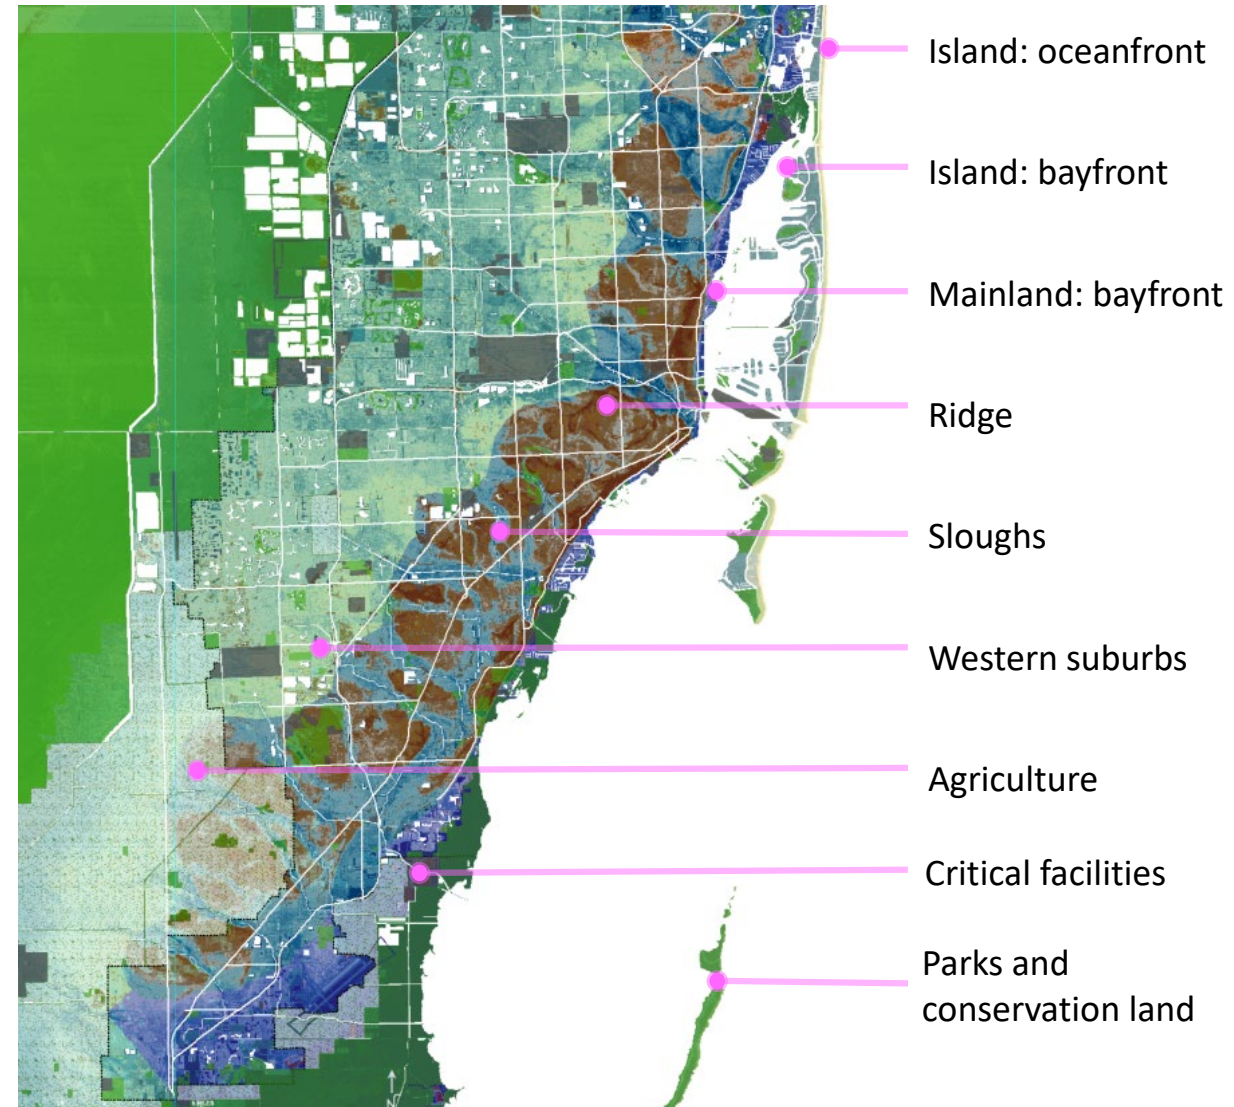 Island: oceanfront
Island: bayfront
Mainland: bayfront
Ridge
Sloughs
Western suburbs
Agriculture
Critical facilities
Parks and
conservation land
N